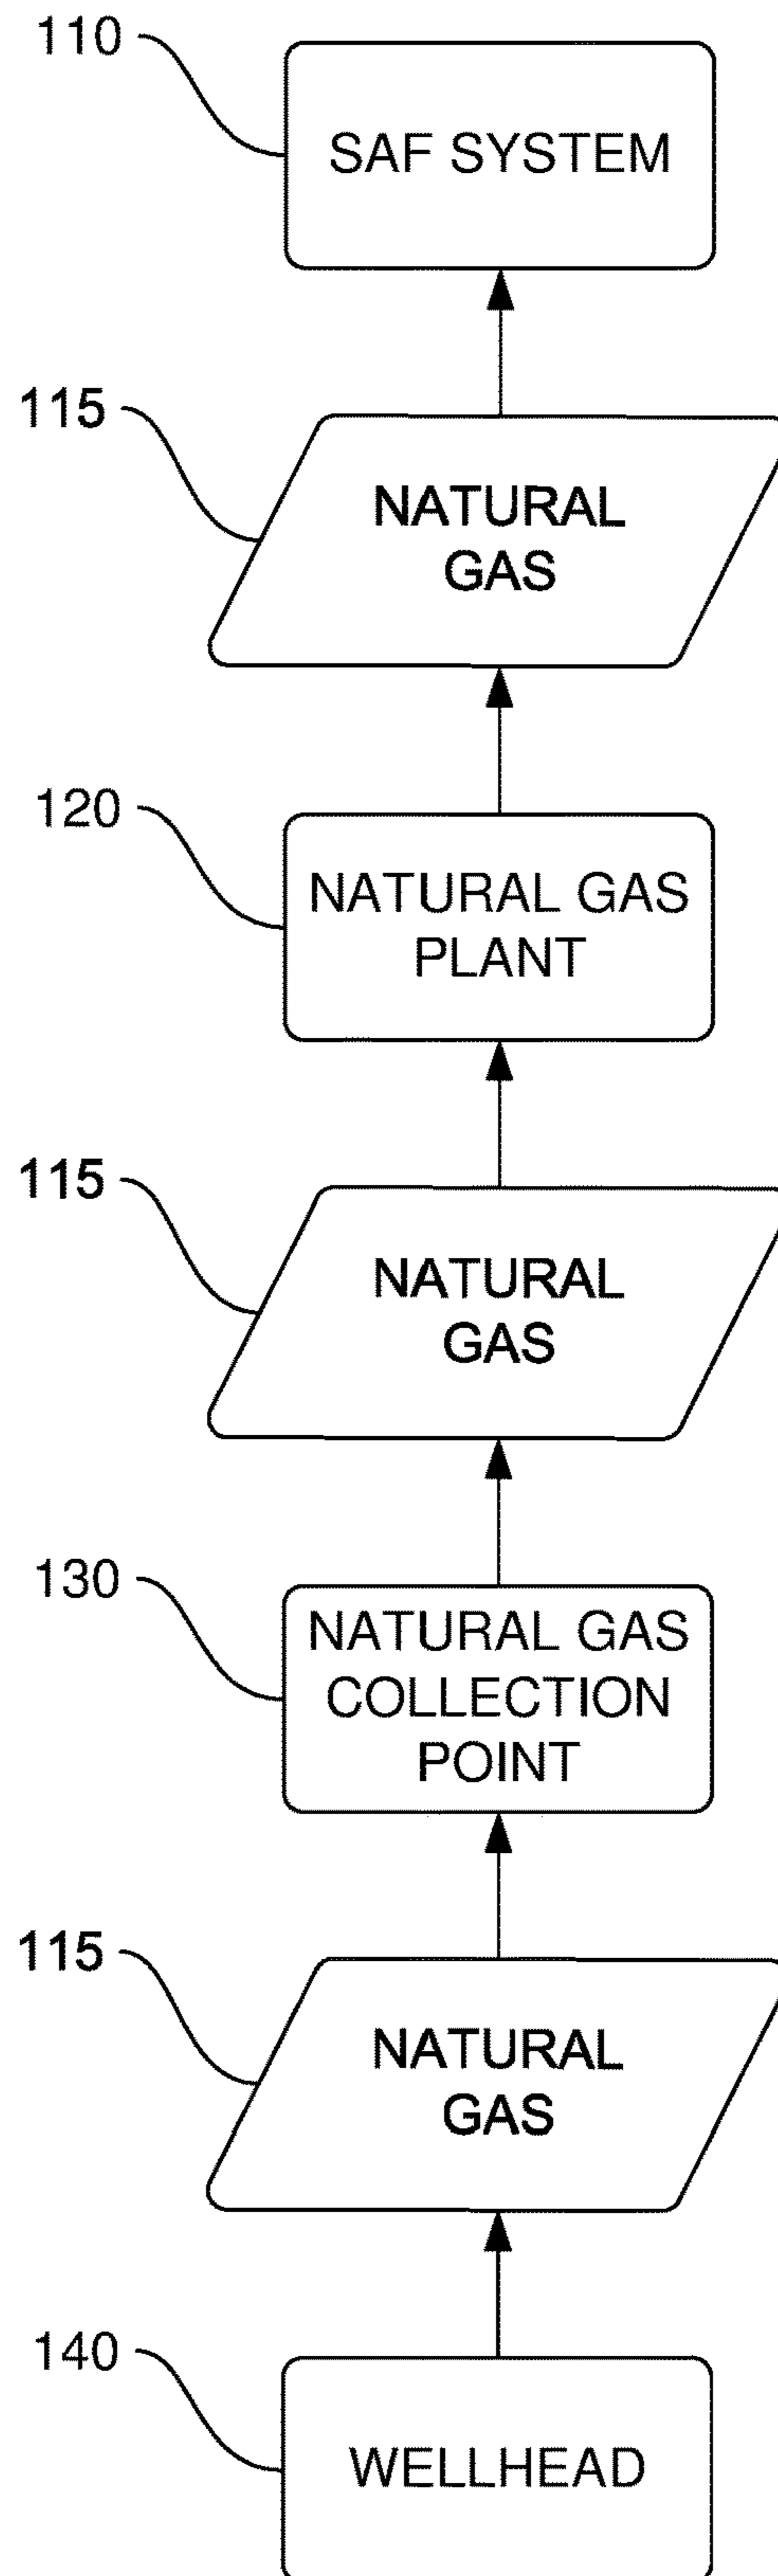 110
SAF SYSTEM
115
NATURAL
GAS
120
NATURAL GAS
PLANT
115
NATURAL
GAS
130
NATURAL GAS
COLLECTION
POINT
115
NATURAL
GAS
140
WELLHEAD